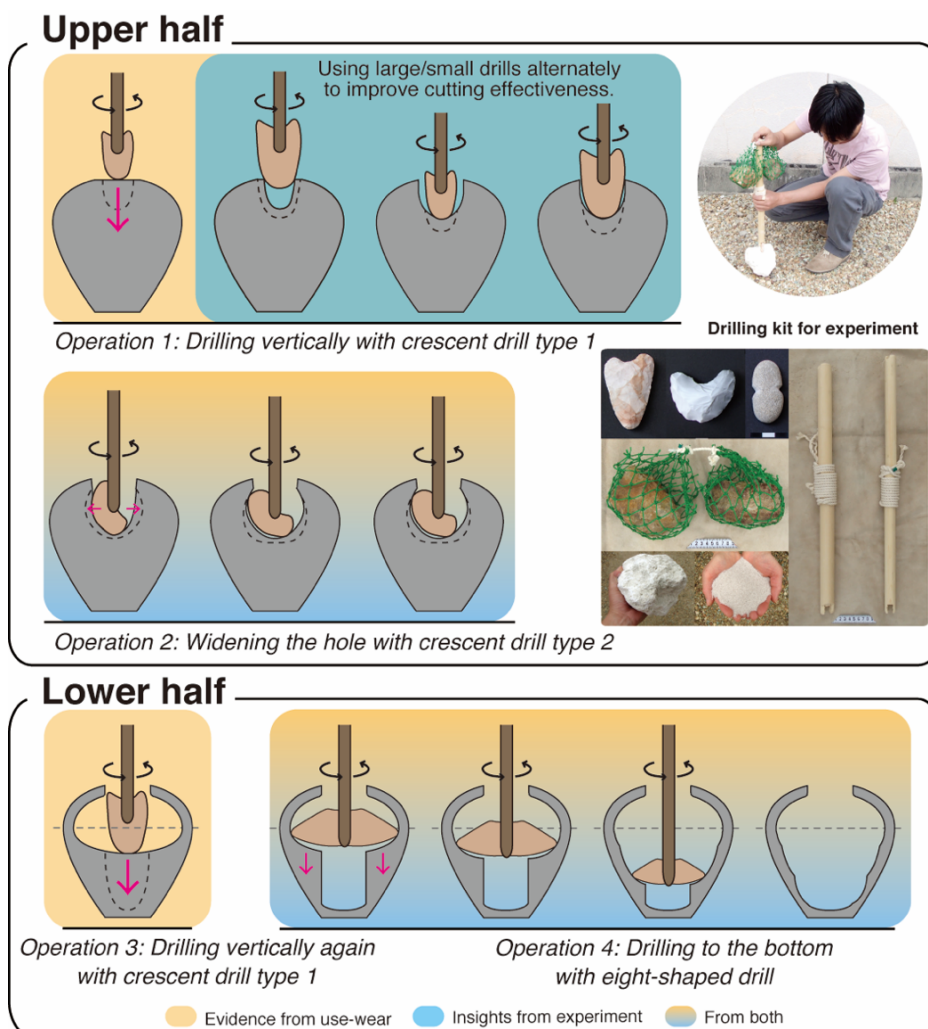 Upper half
Using large/small drills alternately
to improve cutting effectiveness.
Operation 1: Drilling vertically with crescent drill type 1
Drilling kit for experiment
Operation 2: Widening the hole with crescent drill type 2
Lower half
Operation 3: Drilling vertically again
with crescent drill type 1
Operation 4: Drilling to the bottom
with eight-shaped drill
Evidence from use-wear
Insights from experiment
From both